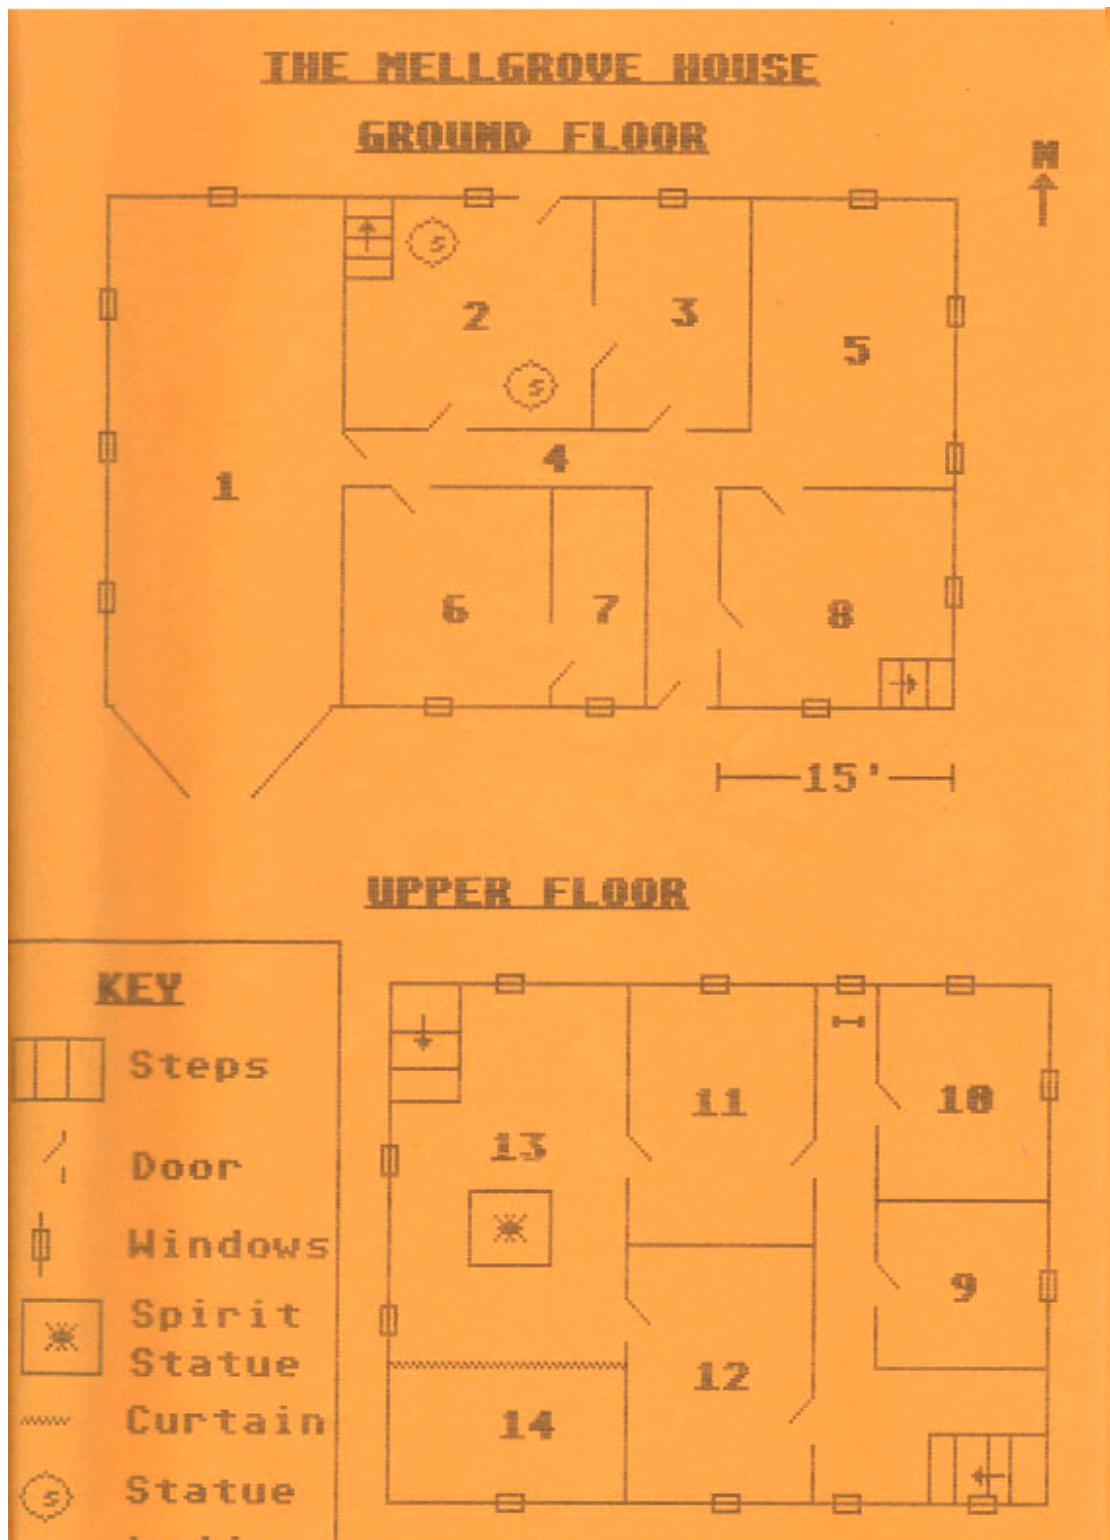 THE MELLGROVE HOUSE
GROUND FLOOR
N
S
2
3
5
S
4
1
6
7
8
15'
UPPER FLOOR
KEY
Steps
Door
Windows
Spirit
Statue
Curtain
S
Statue
11
10
13
9
12
14